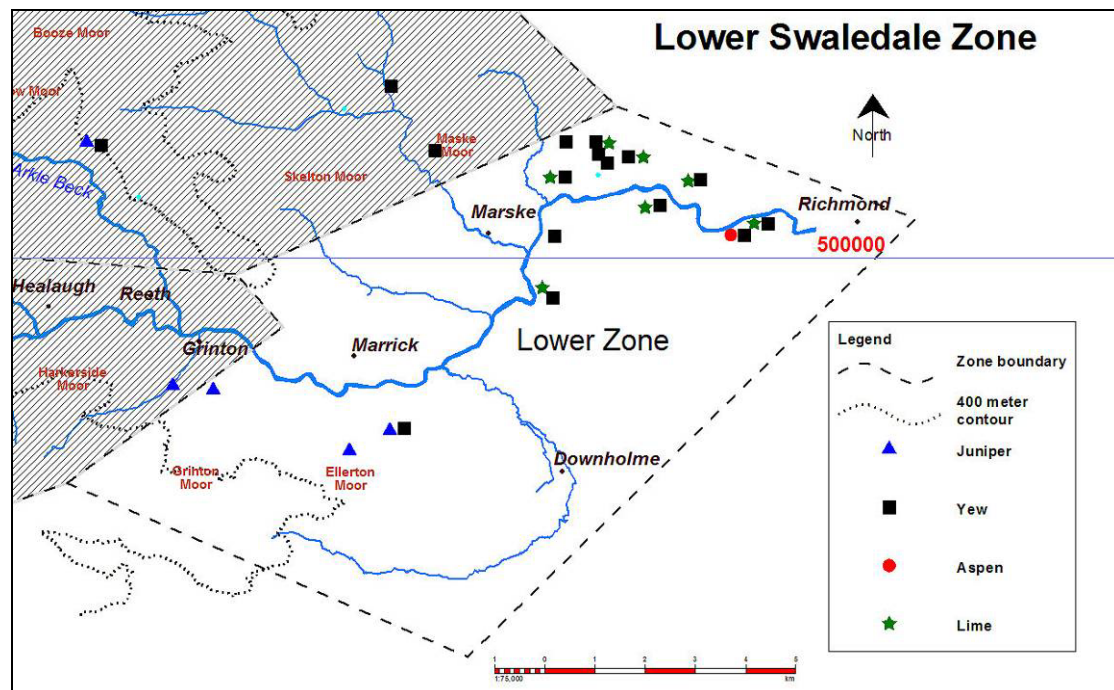 Lower Swaledale Zone
Booze Moor
North
ow Moor
Maske
Moor
Arkle Beck
Skelton Moor
Marske
Richmond
500000
Healaugh
Reeth
Lower Zone
Grinton
Marrick
Harkerside
Moor
Grinton
Moor
Ellerton
Moor
Downholme
Legend
Zone boundary
400 meter
contour
Juniper
Yew
Aspen
Lime
1 0 1 2 3 4 5
1:75,000
km